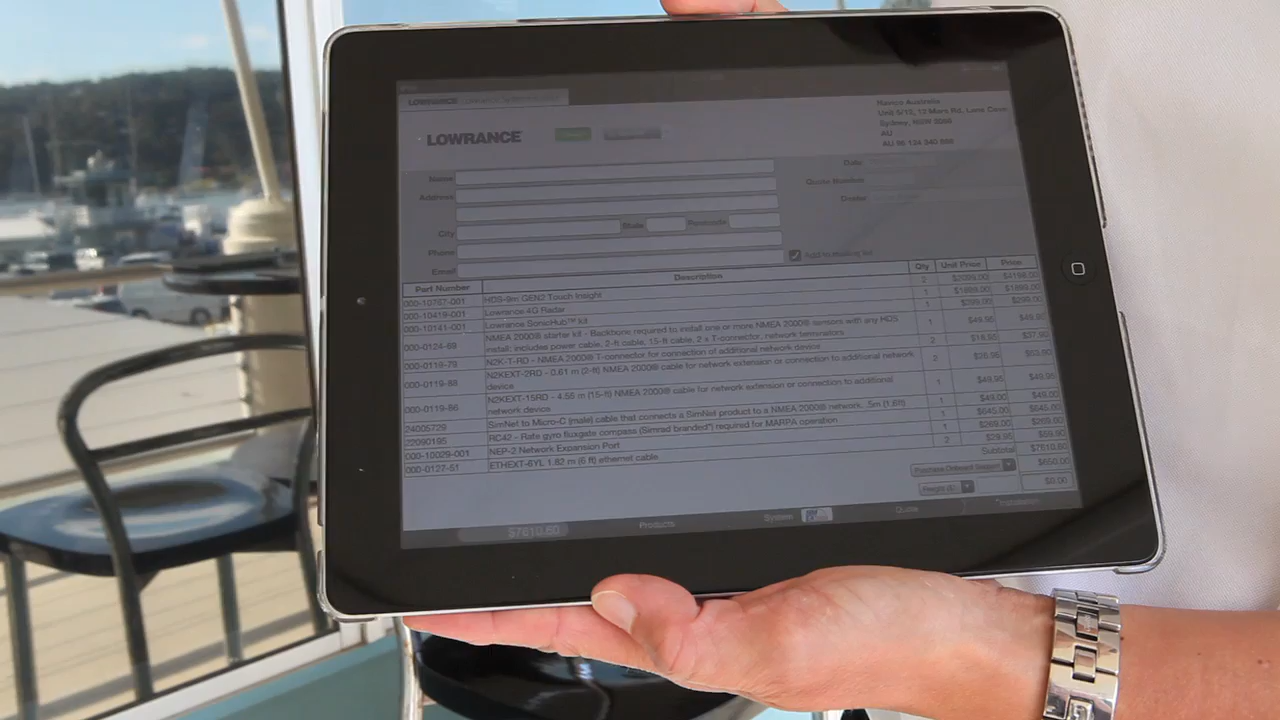 LOWRANCE
Navico Australia
Sydney, NSW
AU
LOWRANCE
Name
Date
Address
Quote Number
Dealer
City State Postcode
Phone
Add to mailing list
Email
Part Number Description Qty Unit Price Price
000-10767-001 HDS-9m GEN2 Touch Insight 2 $2099.00 $4198.00
000-10419-001 Lowrance 4G Radar 1 $1899.00 $1899.00
000-10141-001 Lowrance SonicHub™ kit 1 $299.00 $299.00
000-0124-69 NMEA 2000® starter kit - Backbone required to install one or more NMEA 2000® sensors with any HDS 1 $49.95 $49.95
install: includes power cable, 2-ft cable, 15-ft cable, 2 x T-connector, network terminators
000-0119-79 N2K-T-RD - NMEA 2000® T-connector for connection of additional network device 2 $18.95 $37.90
000-0119-88 N2KEXT-2RD - 0.61 m (2-ft) NMEA 2000® cable for network extension or connection to additional network 2 $26.95 $53.90
device
000-0119-86 N2KEXT-15RD - 4.55 m (15-ft) NMEA 2000® cable for network extension or connection to additional 1 $49.95 $49.95
network device
24005729 SimNet to Micro-C (male) cable that connects a SimNet product to a NMEA 2000® network. .5m (1.6ft) 1 $49.00 $49.00
22090195 RC42 - Rate gyro fluxgate compass (Simrad branded*) required for MARPA operation 1 $645.00 $645.00
000-10029-001 NEP-2 Network Expansion Port 1 $269.00 $269.00
000-0127-51 ETHEXT-6YL 1.82 m (6 ft) ethernet cable 2 $29.95 $59.90
Subtotal $7610.60
Purchase Onboard Support $650.00
Freight $0.00
$7610.60 Products System Quote